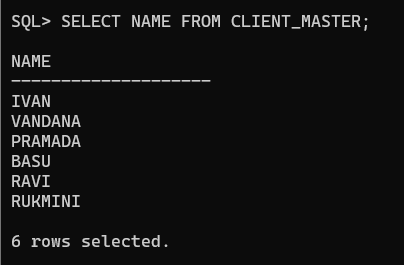 SQL> SELECT NAME FROM CLIENT_MASTER;
NAME
--------------------
IVAN
VANDANA
PRAMADA
BASU
RAVI
RUKMINI
6 rows selected.